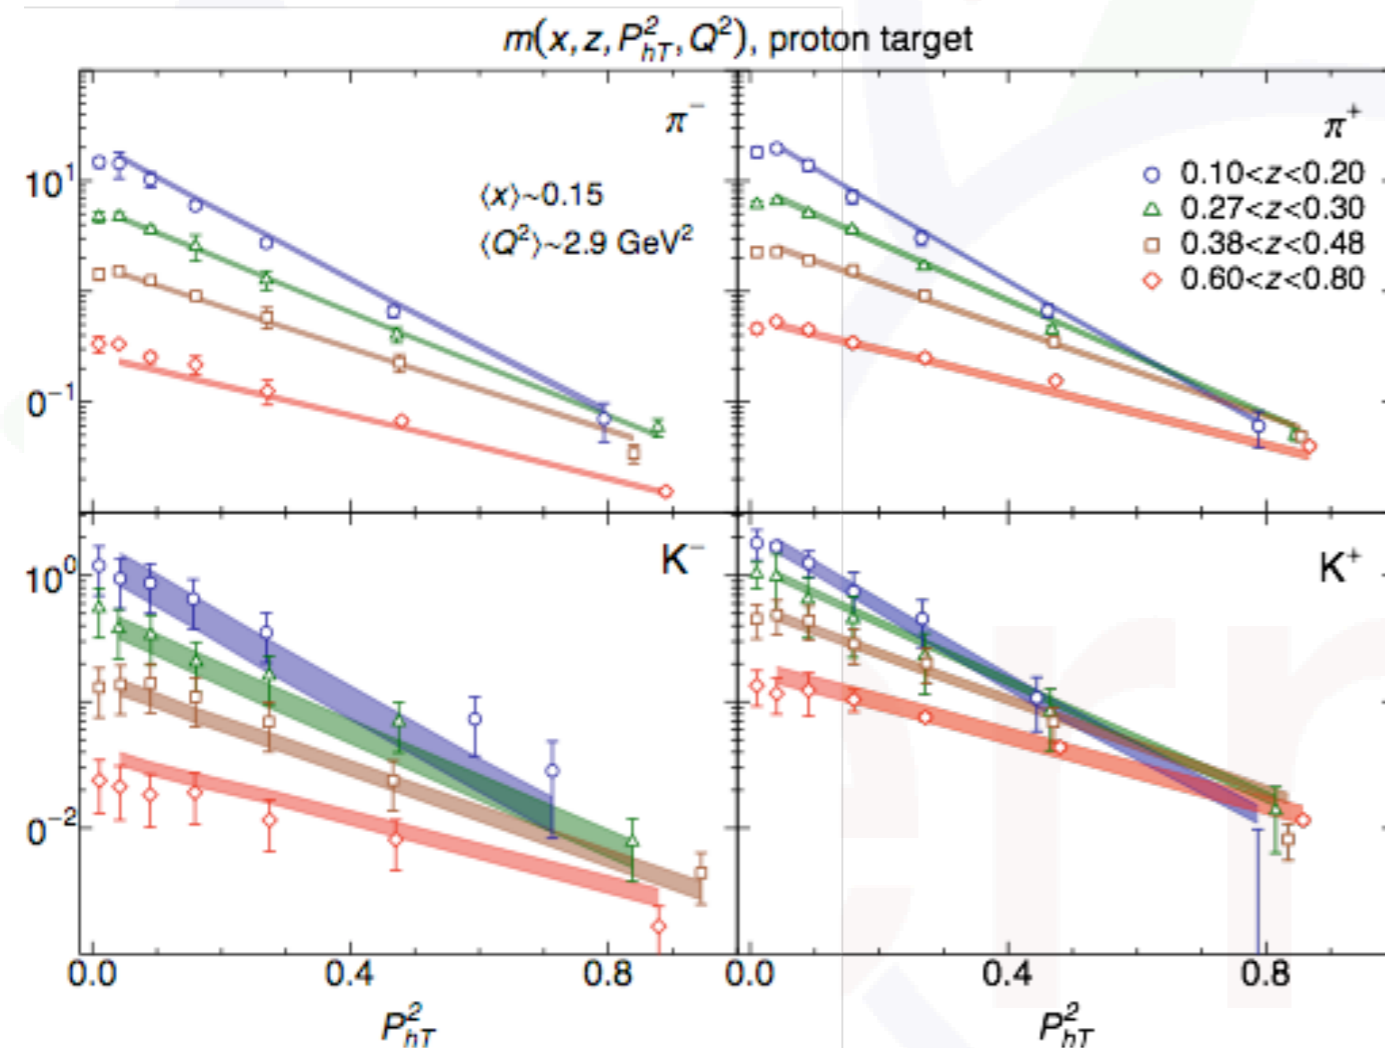 m(x, z, P²hT, Q²), proton target
π⁻
⟨x⟩~0.15
⟨Q²⟩~2.9 GeV²
π⁺
0.10<z<0.20
0.27<z<0.30
0.38<z<0.48
0.60<z<0.80
10¹
0⁻¹
K⁻
K⁺
10⁰
0⁻²
0.0 0.4 0.8 0.0 0.4 0.8
P²hT P²hT